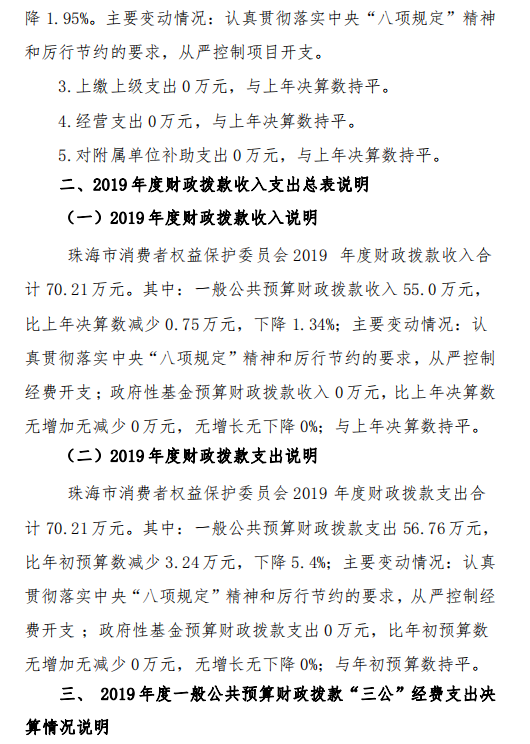 降 1.95%。主要变动情况：认真贯彻落实中央“八项规定”精神
和厉行节约的要求，从严控制项目开支。
3.上缴上级支出 0 万元，与上年决算数持平。
4.经营支出 0 万元，与上年决算数持平。
5.对附属单位补助支出 0 万元，与上年决算数持平。
二、2019 年度财政拨款收入支出总表说明
（一）2019 年度财政拨款收入说明
珠海市消费者权益保护委员会 2019 年度财政拨款收入合
计 70.21 万元。其中：一般公共预算财政拨款收入 55.0 万元，
比上年决算数减少 0.75 万元，下降 1.34%；主要变动情况：认
真贯彻落实中央“八项规定”精神和厉行节约的要求，从严控制
经费开支；政府性基金预算财政拨款收入 0 万元，比上年决算数
无增加无减少 0 万元，无增长无下降 0%；与上年决算数持平。
（二）2019 年度财政拨款支出说明
珠海市消费者权益保护委员会 2019 年度财政拨款支出合
计 70.21 万元。其中：一般公共预算财政拨款支出 56.76 万元，
比年初预算数减少 3.24 万元，下降 5.4%；主要变动情况：认真
贯彻落实中央“八项规定”精神和厉行节约的要求，从严控制经
费开支 ；政府性基金预算财政拨款支出 0 万元，比年初预算数
无增加无减少 0 万元，无增长无下降 0%；与年初预算数持平。
三、 2019 年度一般公共预算财政拨款“三公”经费支出决
算情况说明